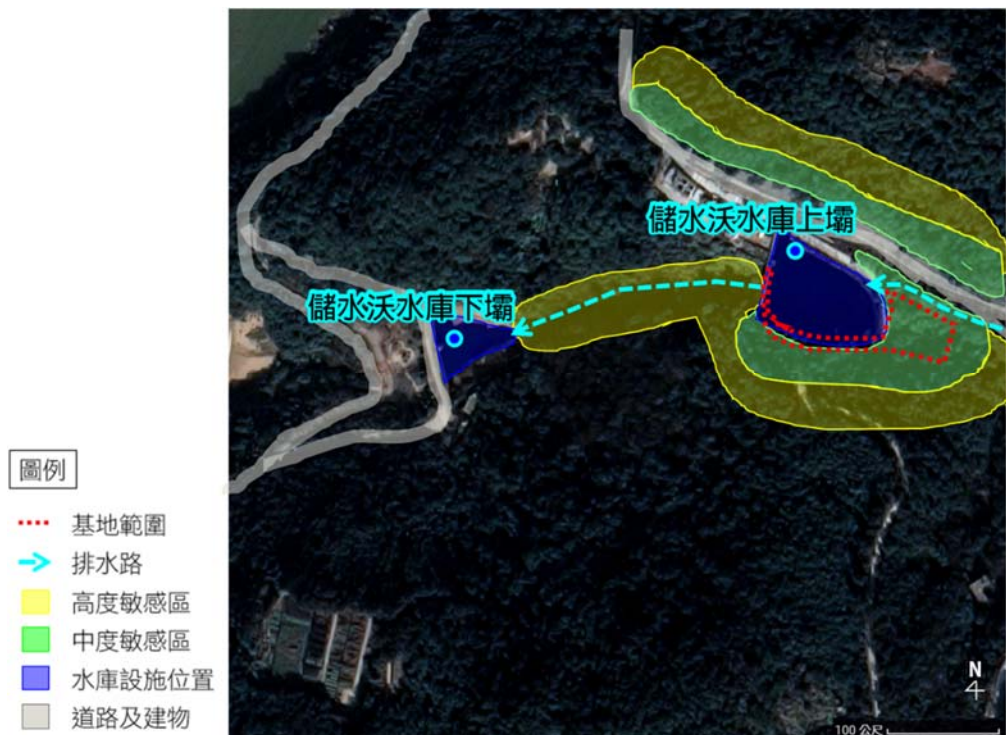 儲水沃水庫上壩
儲水沃水庫下壩
圖例
基地範圍
排水路
高度敏感區
中度敏感區
水庫設施位置
道路及建物
N
100 公尺